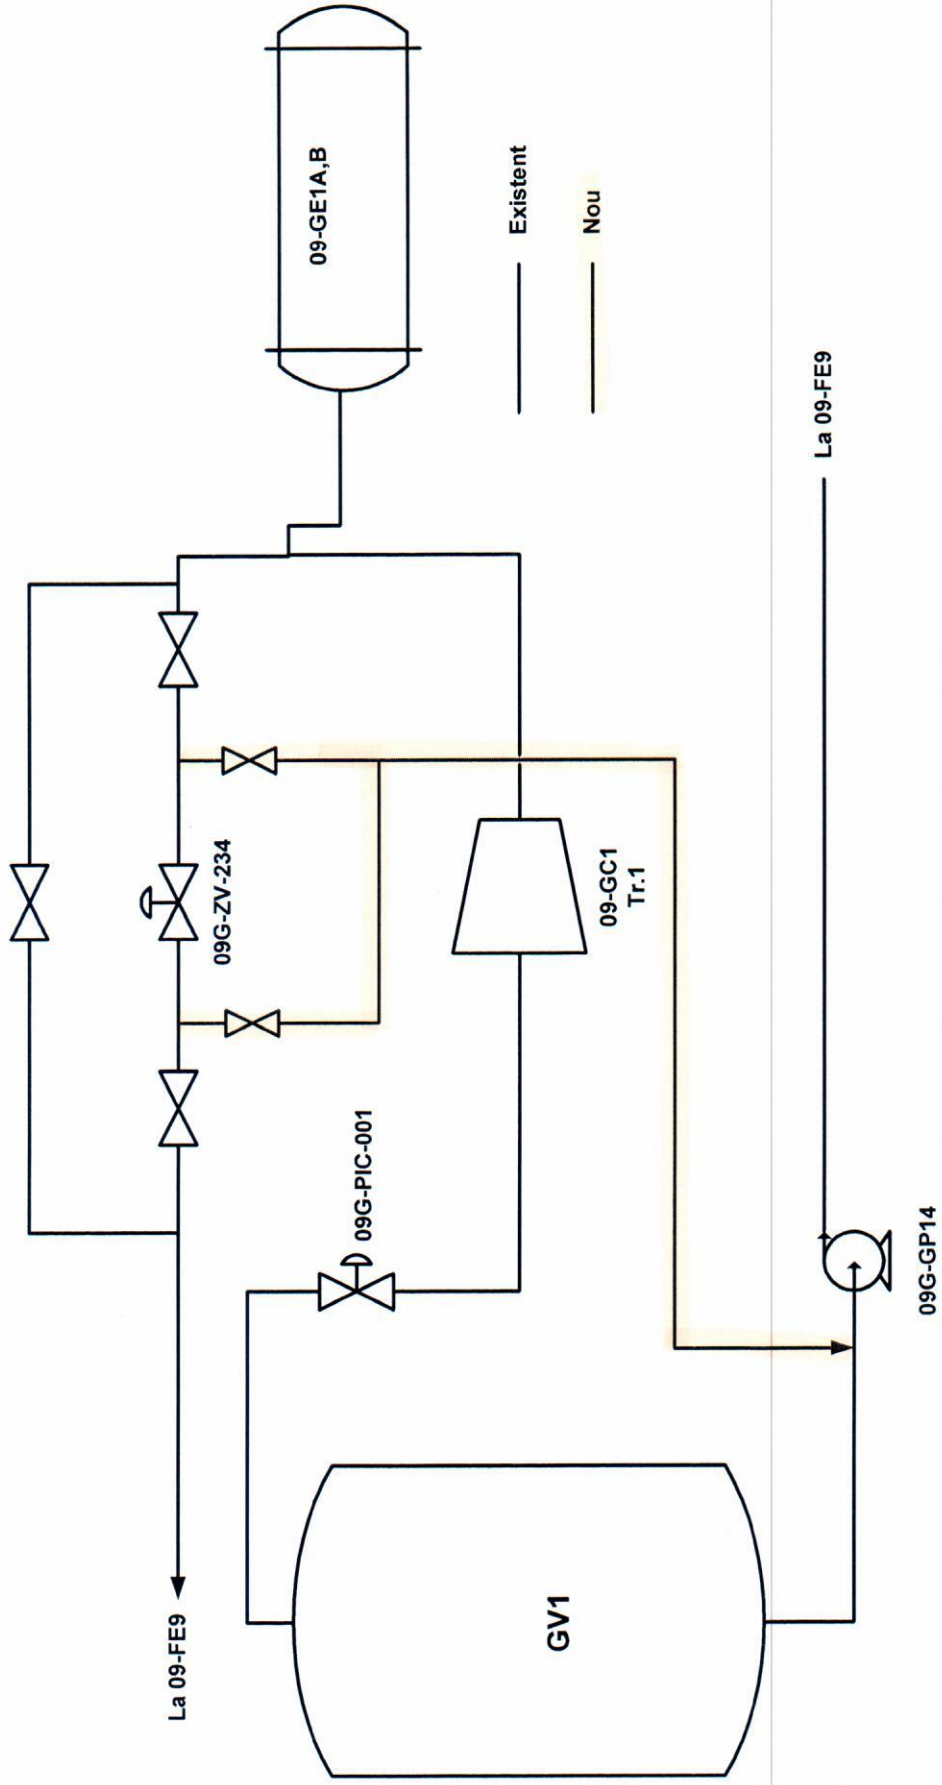 La 09-FE9
09G-ZV-234
09-GE1A,B
09G-PIC-001
09-GC1
Tr.1
Existent
Nou
GV1
La 09-FE9
09G-GP14